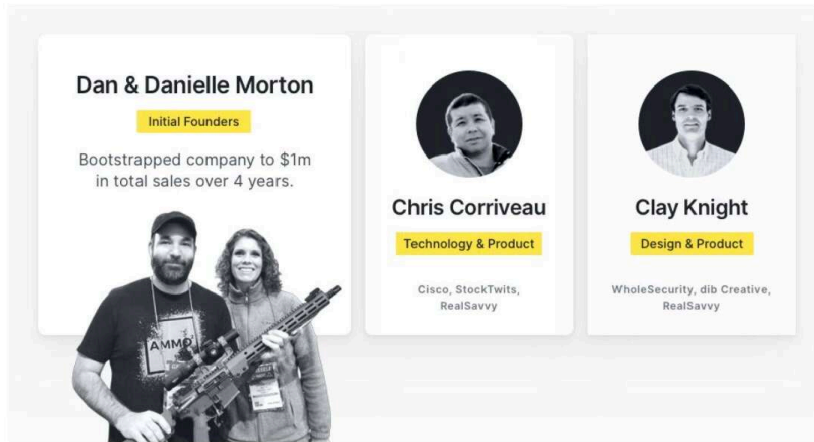 Dan & Danielle Morton
Initial Founders
Bootstrapped company to $1m
in total sales over 4 years.
AMMO
Chris Corriveau
Technology & Product
Cisco, StockTwits,
RealSavvy
Clay Knight
Design & Product
WholeSecurity, dib Creative,
RealSavvy